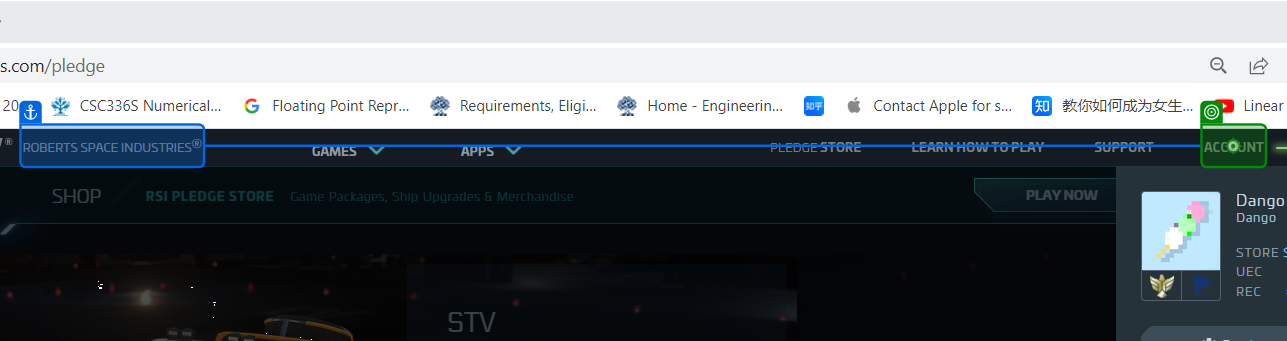 s.com/pledge
20 CSC336S Numerical... Floating Point Repr... Requirements, Eligi... Home - Engineerin... 知乎 Contact Apple for s... 知 教你如何成为女生... Linear
® ROBERTS SPACE INDUSTRIES® GAMES APPS PLEDGE STORE LEARN HOW TO PLAY SUPPORT ACCOUNT
SHOP RSI PLEDGE STORE Game Packages, Ship Upgrades & Merchandise PLAY NOW
Dango
Dango
STORE
UEC
REC
STV